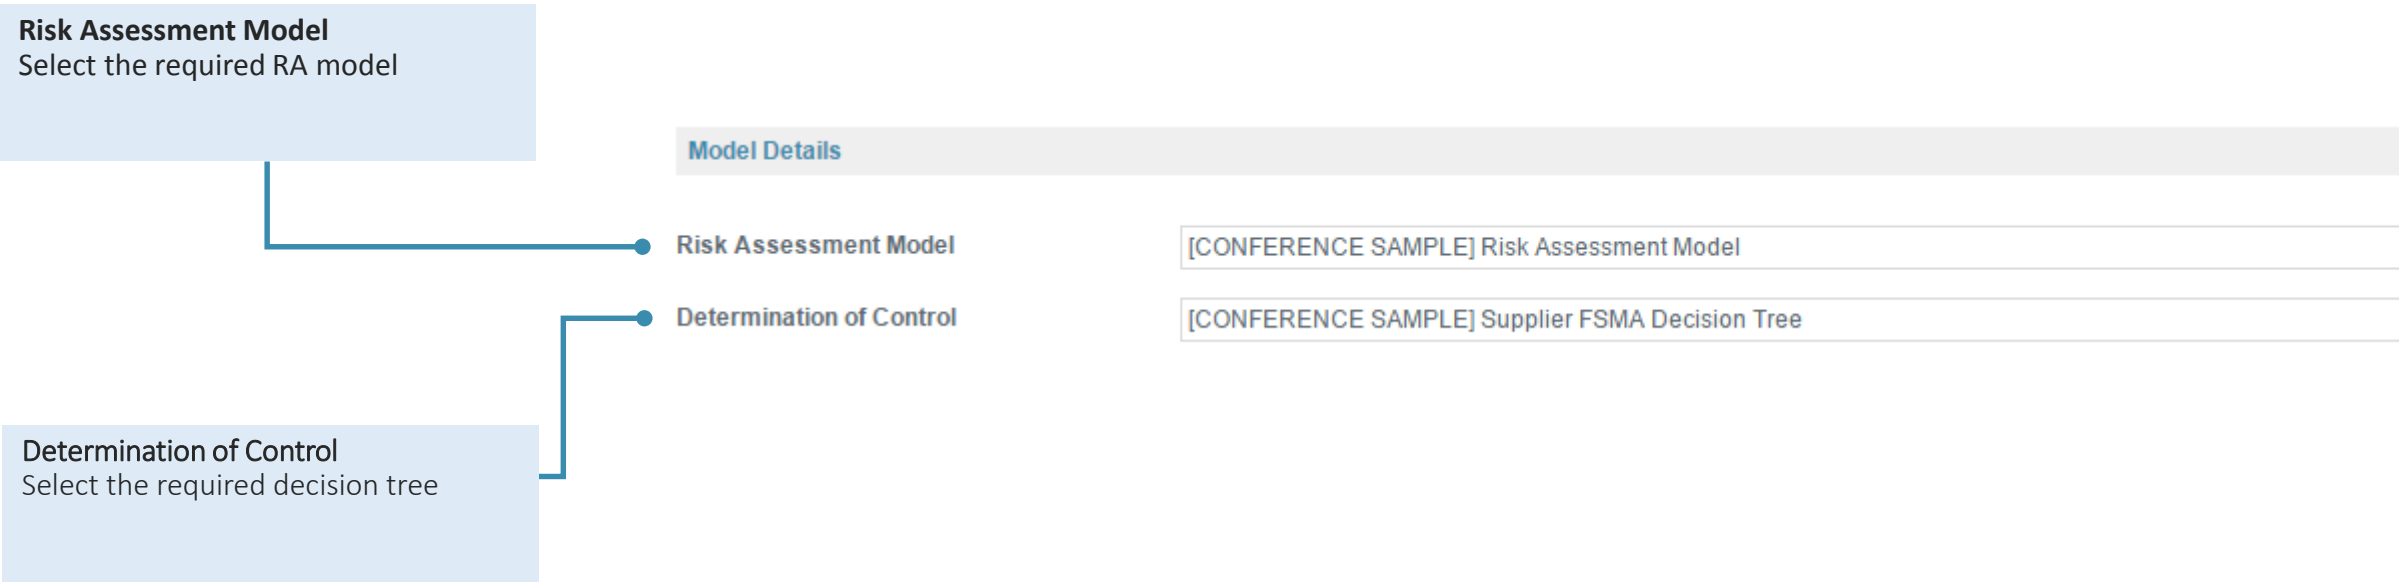 Risk Assessment Model
Select the required RA model
Model Details
Risk Assessment Model
[CONFERENCE SAMPLE] Risk Assessment Model
Determination of Control
[CONFERENCE SAMPLE] Supplier FSMA Decision Tree
Determination of Control
Select the required decision tree